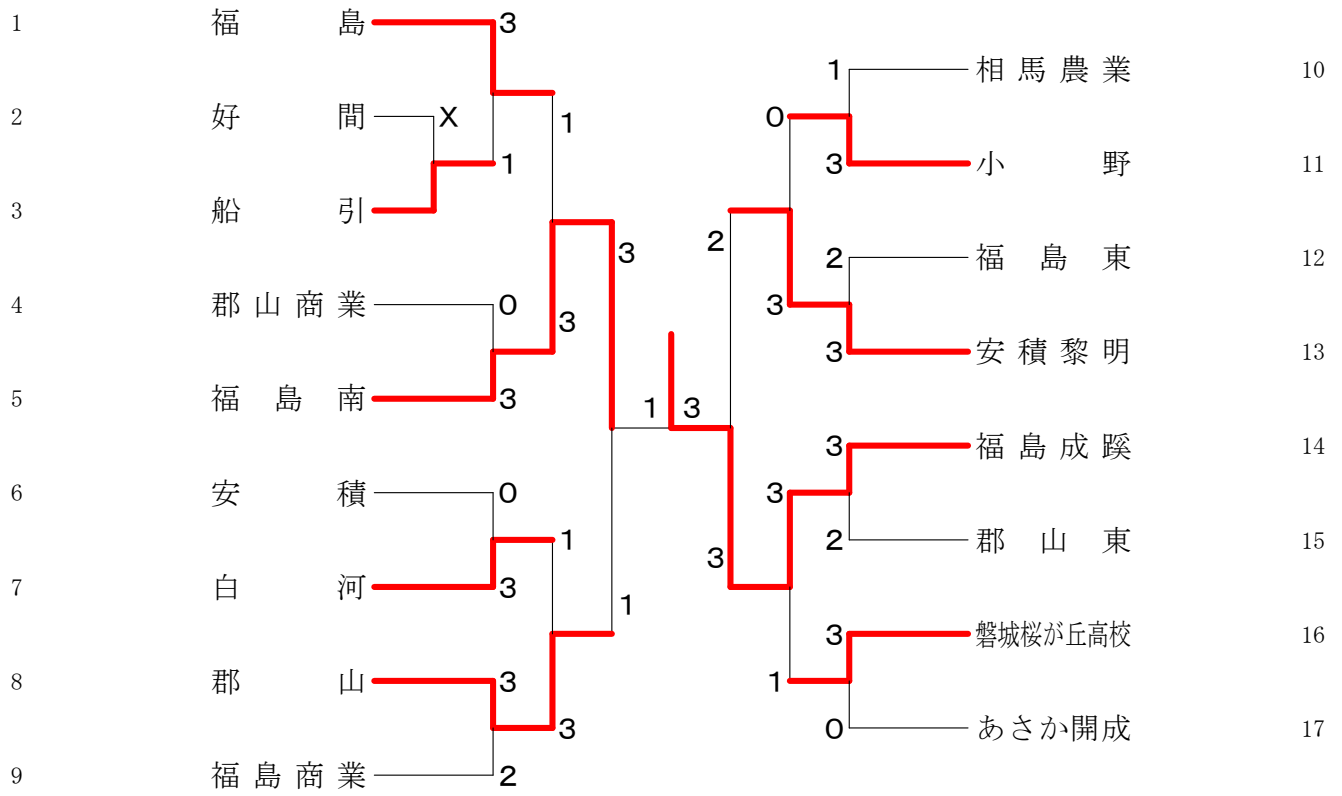 1 福島 3
相馬農業 10
1
2 好間 X
1
0
1
3
小野 11
3 船引
2
3
福島東 12
2
4 郡山商業 0
3
3
安積黎明 13
3
5 福島南 3
1 3
福島成蹊 14
3
6 安積 0
3
1
郡山東 15
2
3
7 白河 3
1
磐城桜が丘高校 16
3
8 郡山 3
1
3
あさか開成 17
0
9 福島商業 2